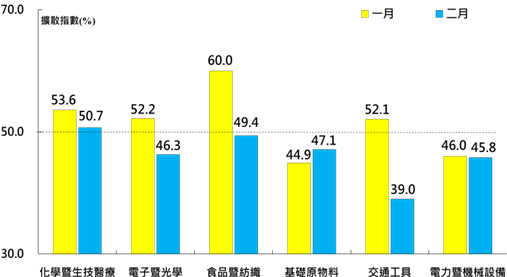 70.0
擴散指數(%)
一月
二月
53.6
50.7
52.2
46.3
60.0
49.4
44.9
47.1
52.1
39.0
46.0
45.8
50.0
30.0
化學暨生技醫療
電子暨光學
食品暨紡織
基礎原物料
交通工具
電力暨機械設備